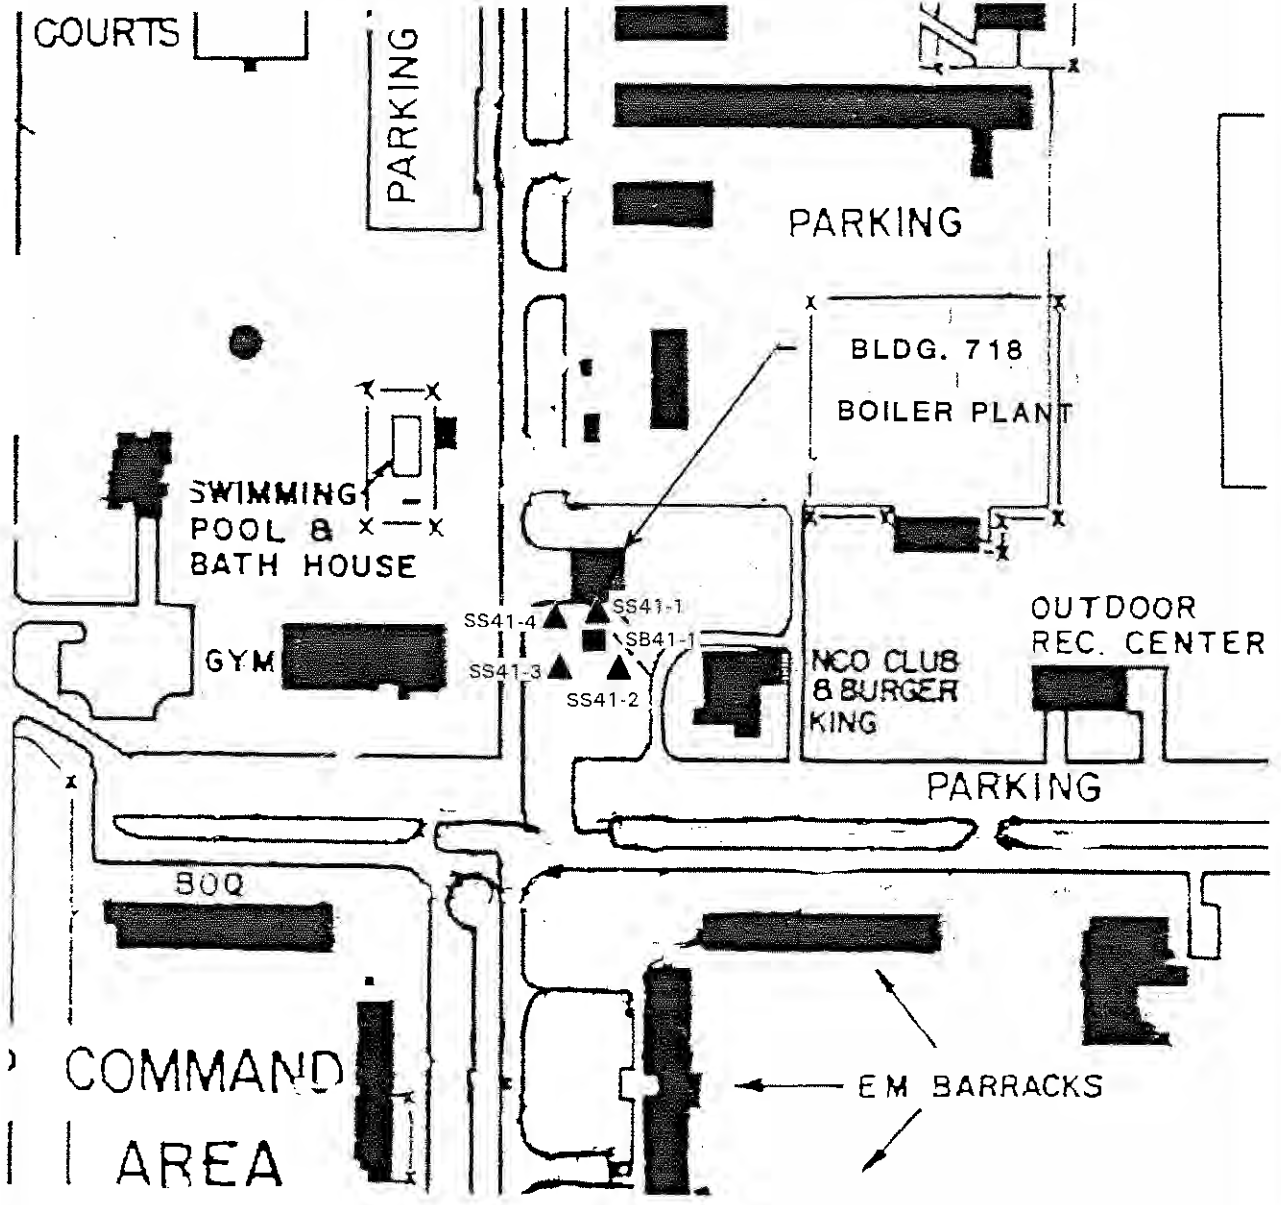 COURTS
PARKING
PARKING
BLDG. 718
BOILER PLANT
SWIMMING
POOL &
BATH HOUSE
SS41-1
SS41-4
SB41-1
SS41-3
SS41-2
GYM
NCO CLUB
& BURGER
KING
OUTDOOR
REC. CENTER
PARKING
BOQ
COMMAND
AREA
EM BARRACKS